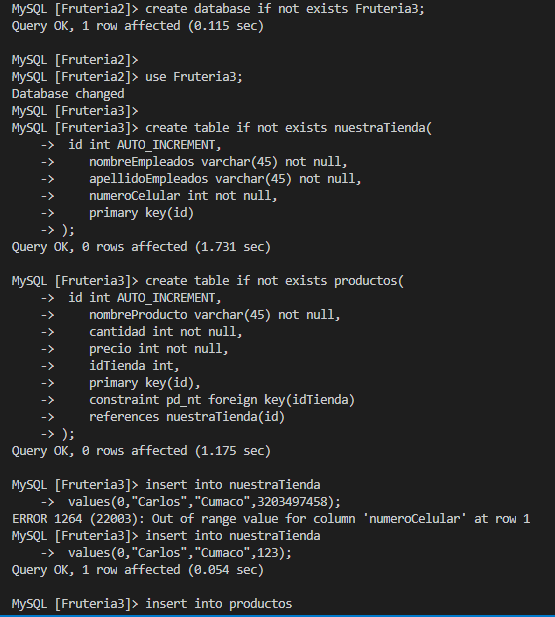 MySQL [Fruteria2]> create database if not exists Fruteria3;
Query OK, 1 row affected (0.115 sec)
MySQL [Fruteria2]>
MySQL [Fruteria2]> use Fruteria3;
Database changed
MySQL [Fruteria3]>
MySQL [Fruteria3]> create table if not exists nuestraTienda(
    -> id int AUTO_INCREMENT,
    -> nombreEmpleados varchar(45) not null,
    -> apellidoEmpleados varchar(45) not null,
    -> numeroCelular int not null,
    -> primary key(id)
    -> );
Query OK, 0 rows affected (1.731 sec)
MySQL [Fruteria3]> create table if not exists productos(
    -> id int AUTO_INCREMENT,
    -> nombreProducto varchar(45) not null,
    -> cantidad int not null,
    -> precio int not null,
    -> idTienda int,
    -> primary key(id),
    -> constraint pd_nt foreign key(idTienda)
    -> references nuestraTienda(id)
    -> );
Query OK, 0 rows affected (1.175 sec)
MySQL [Fruteria3]> insert into nuestraTienda
    -> values(0,"Carlos","Cumaco",3203497458);
ERROR 1264 (22003): Out of range value for column 'numeroCelular' at row 1
MySQL [Fruteria3]> insert into nuestraTienda
    -> values(0,"Carlos","Cumaco",123);
Query OK, 1 row affected (0.054 sec)
MySQL [Fruteria3]> insert into productos